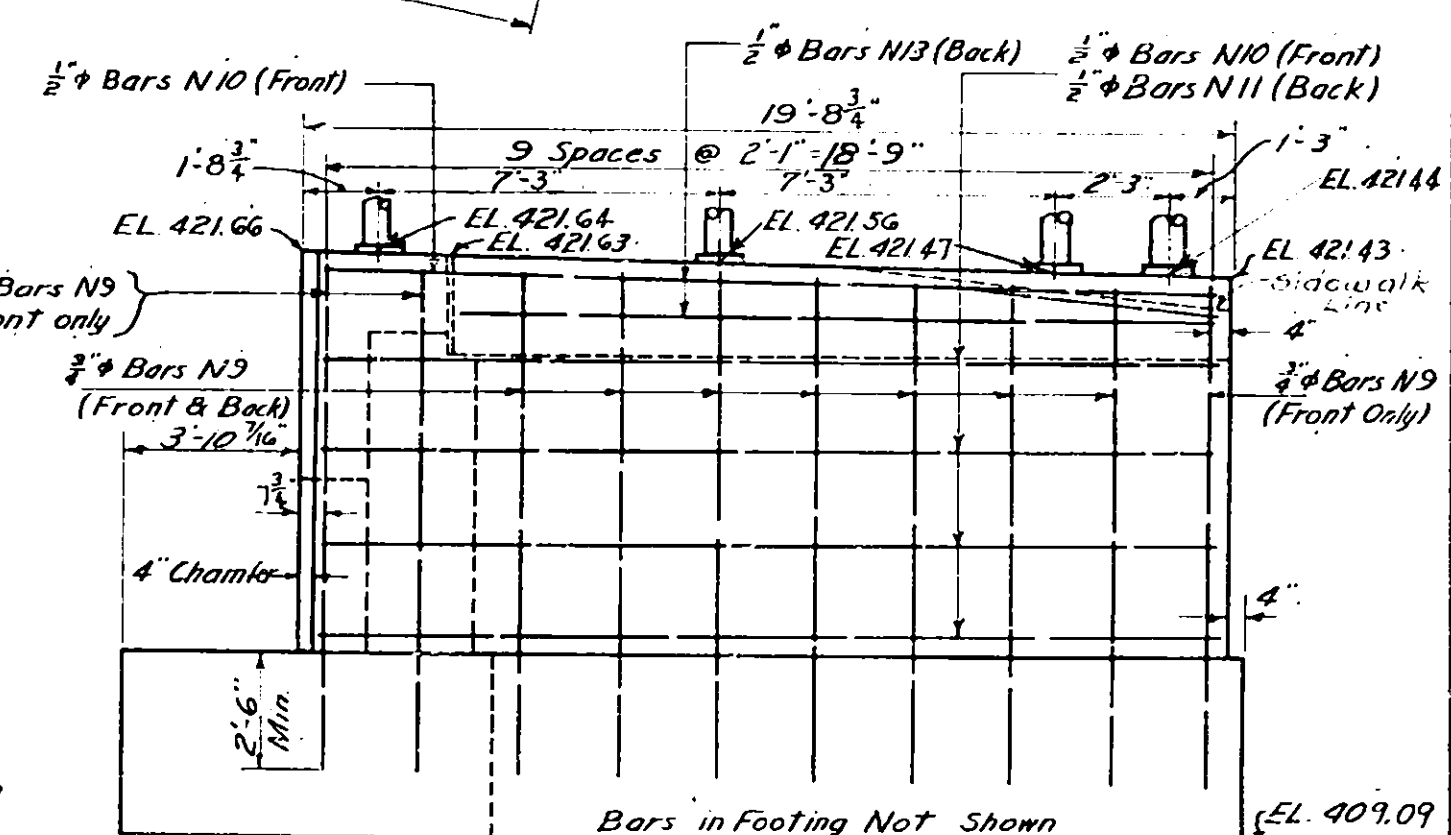 ½"φ Bars N13 (Back)
½"φ Bars N10 (Front)
½"φ Bars N10 (Front)
½"φ Bars N11 (Back)
19'-8¾"
1'-8¾"
9 Spaces @ 2'-1" = 18'-9"
1'-3"
7'-3"
7'-3"
2'-3"
EL. 421.44
EL. 421.66
EL. 421.64
EL. 421.63
EL. 421.56
EL. 421.47
EL. 421.43
Sidewalk
Line
Bars N9
ont only
4"
¾"φ Bars N9
(Front & Back)
¾"φ Bars N9
(Front Only)
3'-10 7/16"
7¾"
4" Chamfer
4"
2'-6"
Min.
Bars in Footing Not Shown
EL. 409.09